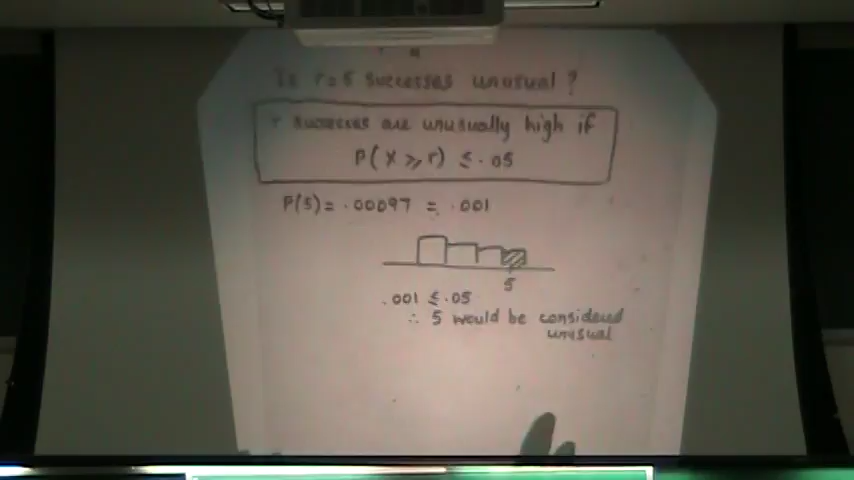 Is r=5 successes unusual?
r successes are unusually high if
P(X ⩾ r) ≤ .05
P(5) = .00097 = .001
5
.001 ≤ .05
∴ 5 would be considered
unusual